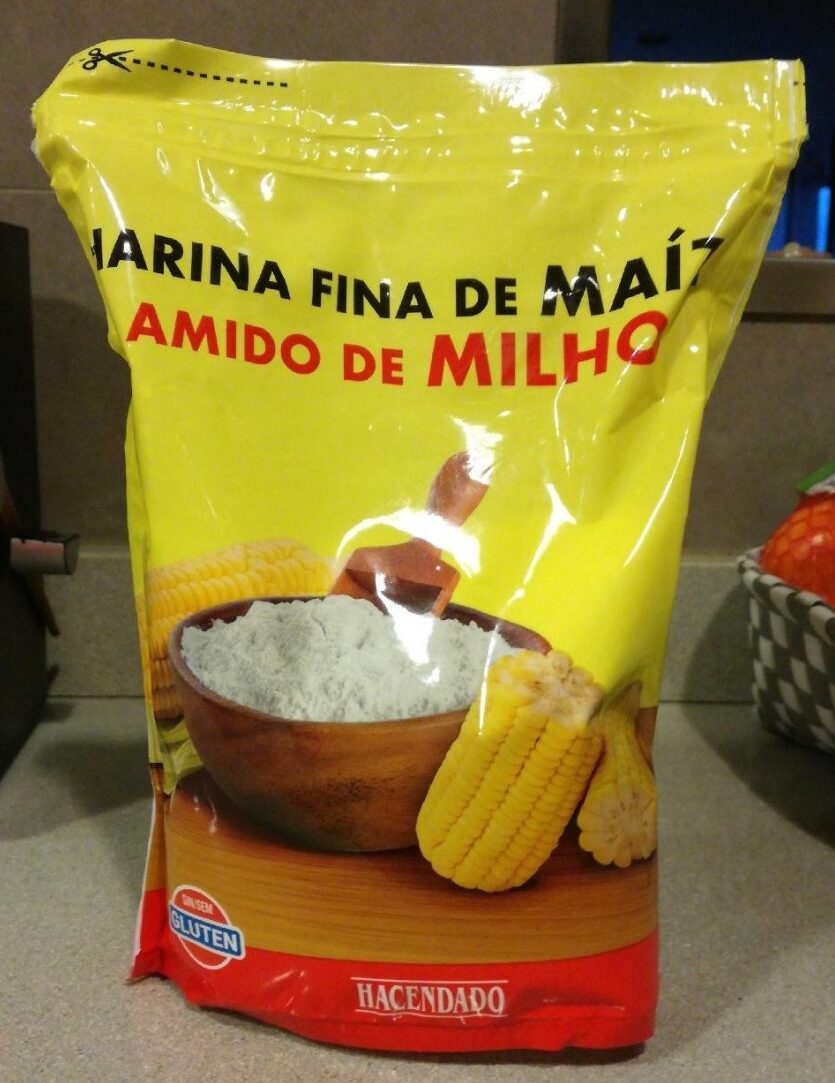 HARINA FINA DE MAÍZ
AMIDO DE MILHO
SIN/SEM
GLUTEN
HACENDADO